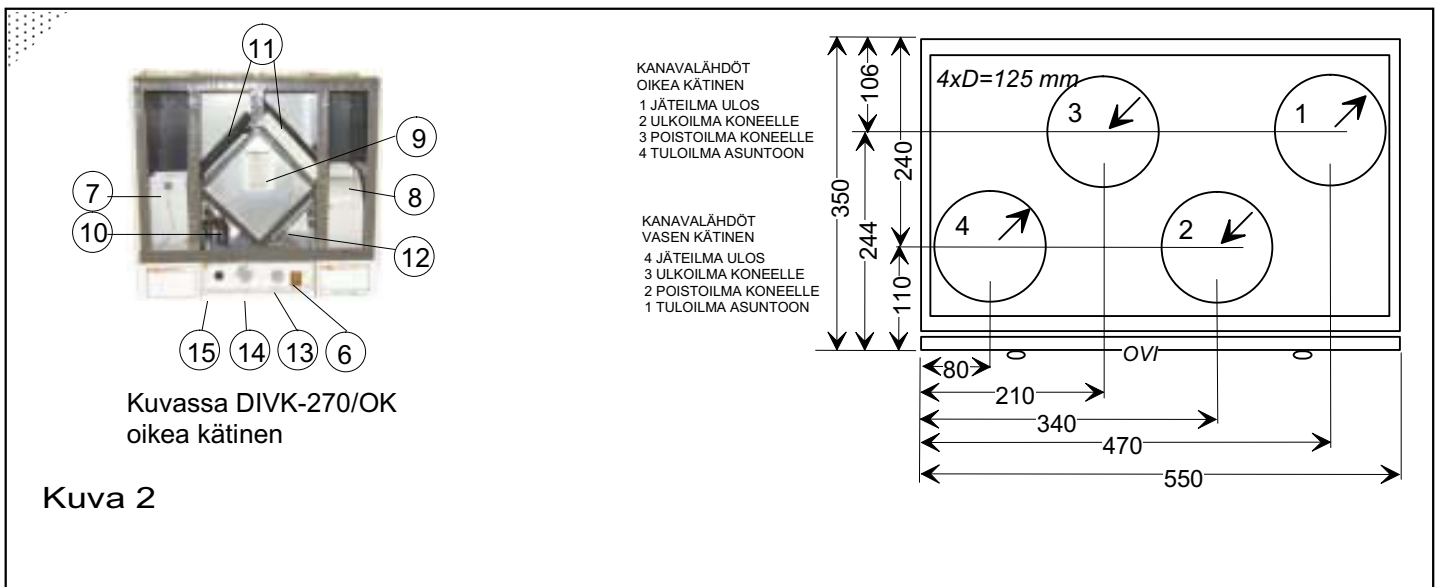 11
9
7
8
10
12
15 14 13 6
Kuvassa DIVK-270/OK
oikea kätinen
Kuva 2
KANAVALÄHDÖT
OIKEA KÄTINEN
1 JÄTEILMA ULOS
2 ULKOILMA KONEELLE
3 POISTOILMA KONEELLE
4 TULOILMA ASUNTOON
KANAVALÄHDÖT
VASEN KÄTINEN
4 JÄTEILMA ULOS
3 ULKOILMA KONEELLE
2 POISTOILMA KONEELLE
1 TULOILMA ASUNTOON
4xD=125 mm
3
1
4
2
106
240
350
244
110
OVI
80
210
340
470
550